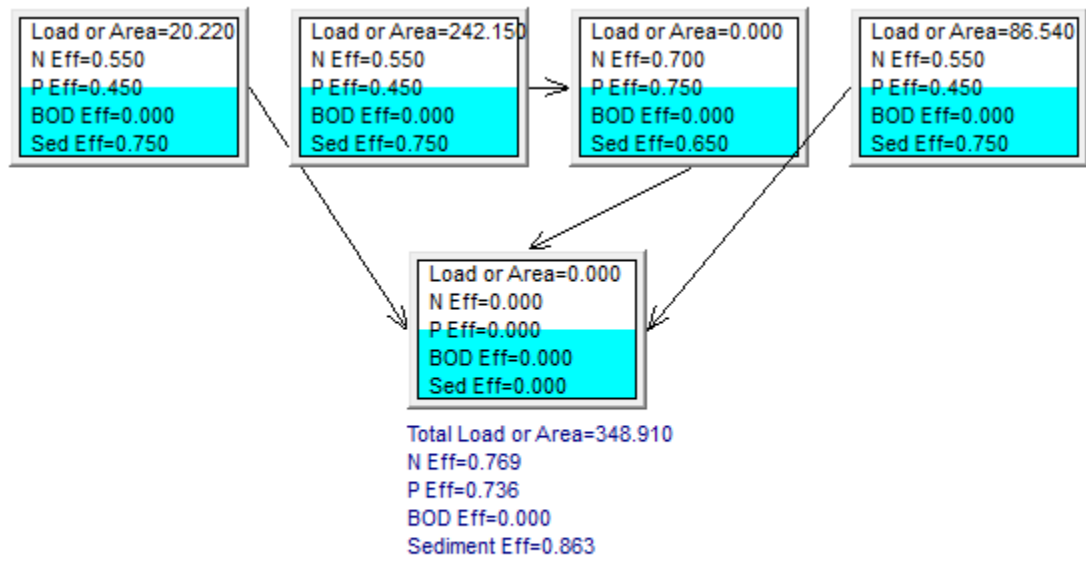 Load or Area=20.220
N Eff=0.550
P Eff=0.450
BOD Eff=0.000
Sed Eff=0.750
Load or Area=242.150
N Eff=0.550
P Eff=0.450
BOD Eff=0.000
Sed Eff=0.750
Load or Area=0.000
N Eff=0.700
P Eff=0.750
BOD Eff=0.000
Sed Eff=0.650
Load or Area=86.540
N Eff=0.550
P Eff=0.450
BOD Eff=0.000
Sed Eff=0.750
Load or Area=0.000
N Eff=0.000
P Eff=0.000
BOD Eff=0.000
Sed Eff=0.000
Total Load or Area=348.910
N Eff=0.769
P Eff=0.736
BOD Eff=0.000
Sediment Eff=0.863